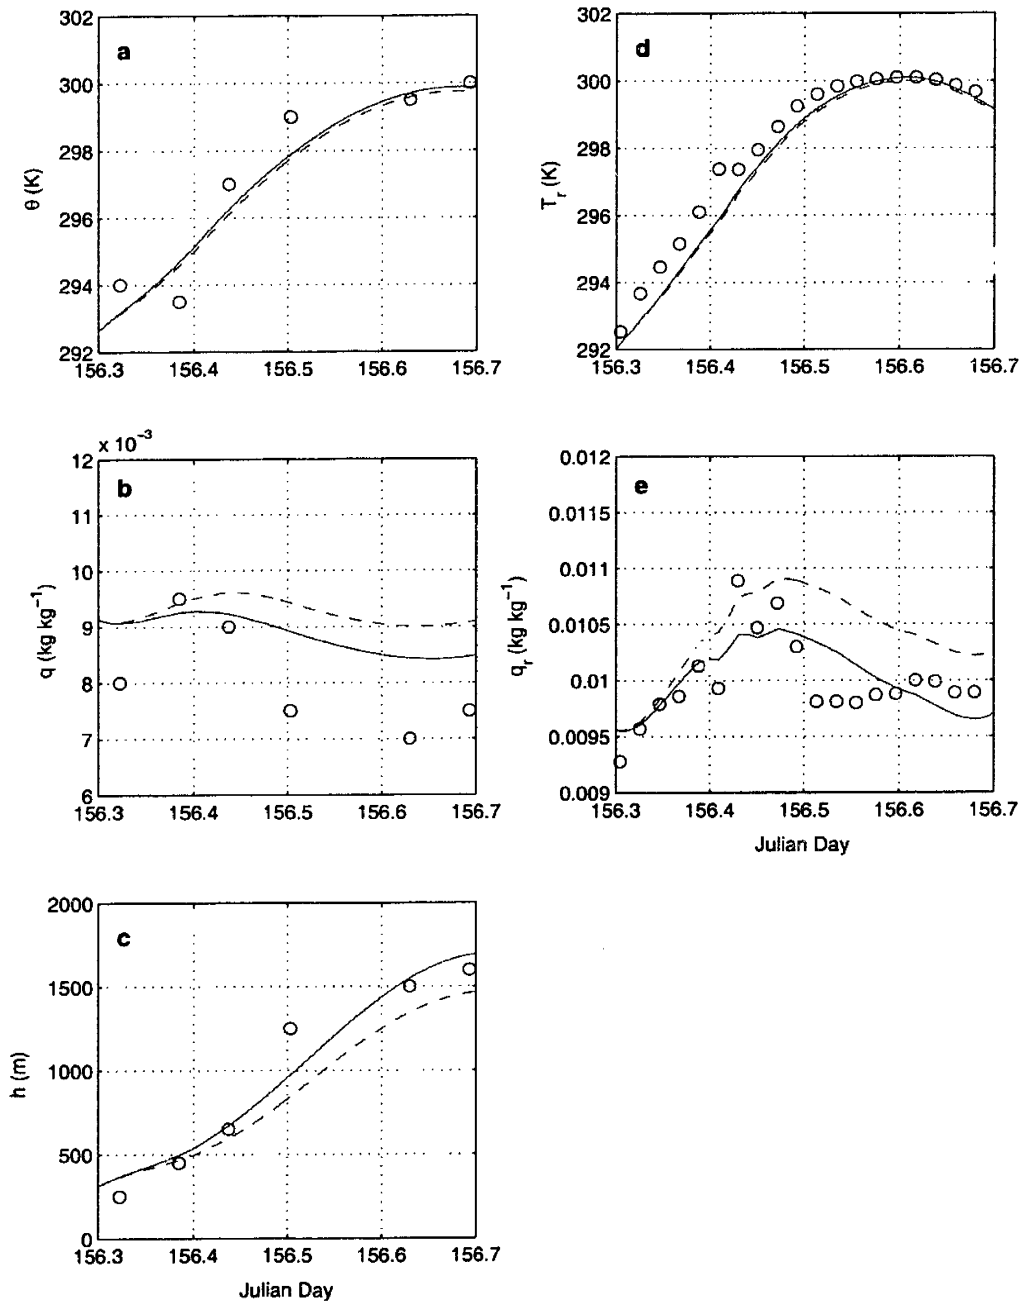 a
θ (K)
302
300
298
296
294
292
156.3 156.4 156.5 156.6 156.7
d
T_r (K)
302
300
298
296
294
292
156.3 156.4 156.5 156.6 156.7
b
x 10^-3
q (kg kg^-1)
12
11
10
9
8
7
6
156.3 156.4 156.5 156.6 156.7
e
q_r (kg kg^-1)
0.012
0.0115
0.011
0.0105
0.01
0.0095
0.009
156.3 156.4 156.5 156.6 156.7
Julian Day
c
h (m)
2000
1500
1000
500
0
156.3 156.4 156.5 156.6 156.7
Julian Day